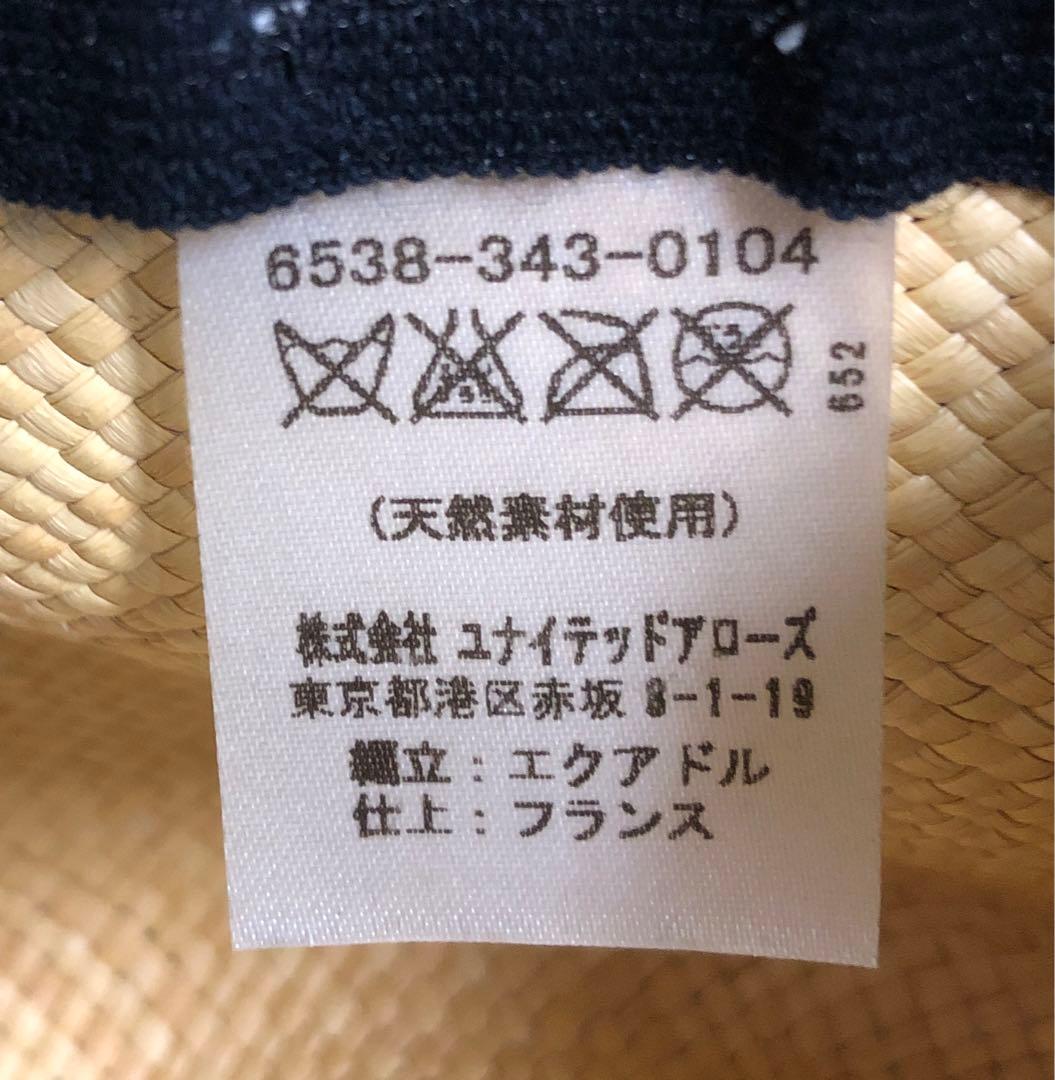 6538-343-0104
652
(天然素材使用)
株式会社 ユナイテッドアローズ
東京都港区赤坂 8-1-19
編立:エクアドル
仕上:フランス